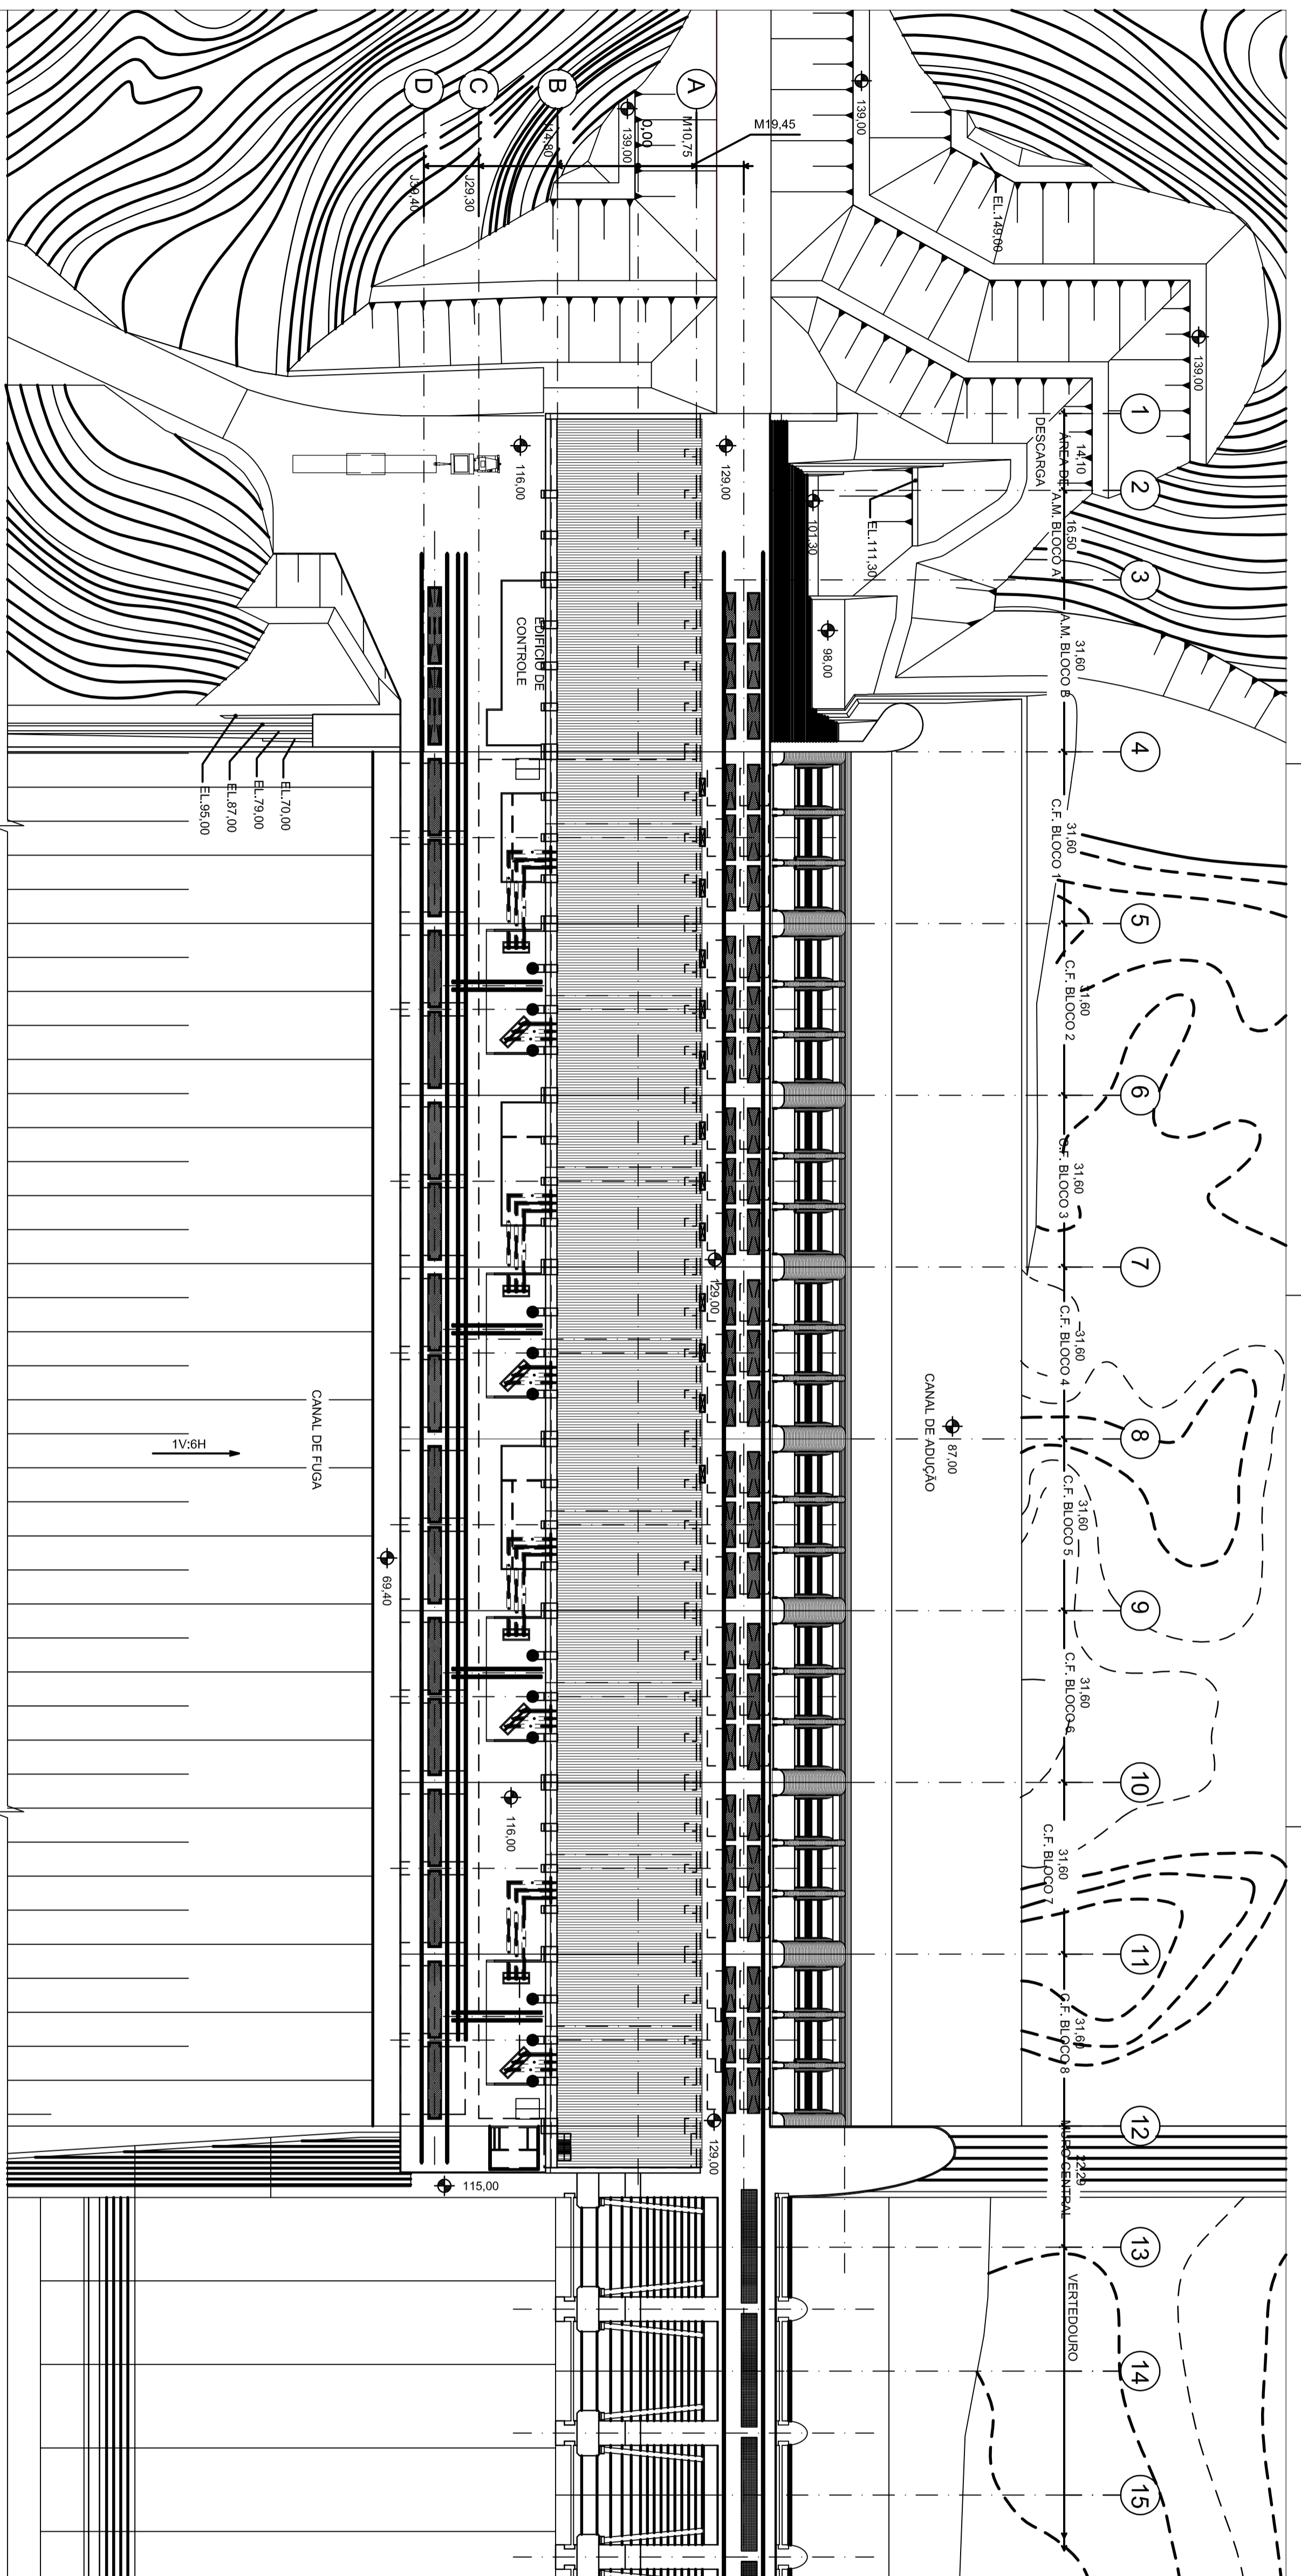 D
C
B
A
J39,40
J29,30
J14,80
139,00
0,00
M10,75
M19,45
139,00
EL.149,00
139,00
1
2
3
4
5
6
7
8
9
10
11
12
13
14
15
14,10
ÁREA DE
DESCARGA
16,50
A.M. BLOCO A
31,60
A.M. BLOCO B
31,60
C.F. BLOCO 1
31,60
C.F. BLOCO 2
31,60
C.F. BLOCO 3
31,60
C.F. BLOCO 4
31,60
C.F. BLOCO 5
31,60
C.F. BLOCO 6
31,60
C.F. BLOCO 7
31,60
C.F. BLOCO 8
22,29
MURO CENTRAL
VERTEDOURO
116,00
129,00
101,30
EL.111,30
98,00
EDIFÍCIO DE
CONTROLE
EL.95,00
EL.87,00
EL.79,00
EL.70,00
129,00
CANAL DE ADUÇÃO
87,00
CANAL DE FUGA
1V:6H
69,40
116,00
129,00
115,00